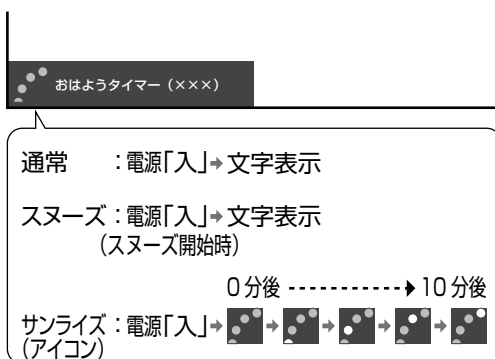 おはようタイマー（×××）
通常　：電源「入」➔文字表示
スヌーズ：電源「入」➔文字表示
（スヌーズ開始時）
0分後 ----------▶ 10分後
サンライズ：電源「入」➔ ➔ ➔ ➔ ➔
（アイコン）